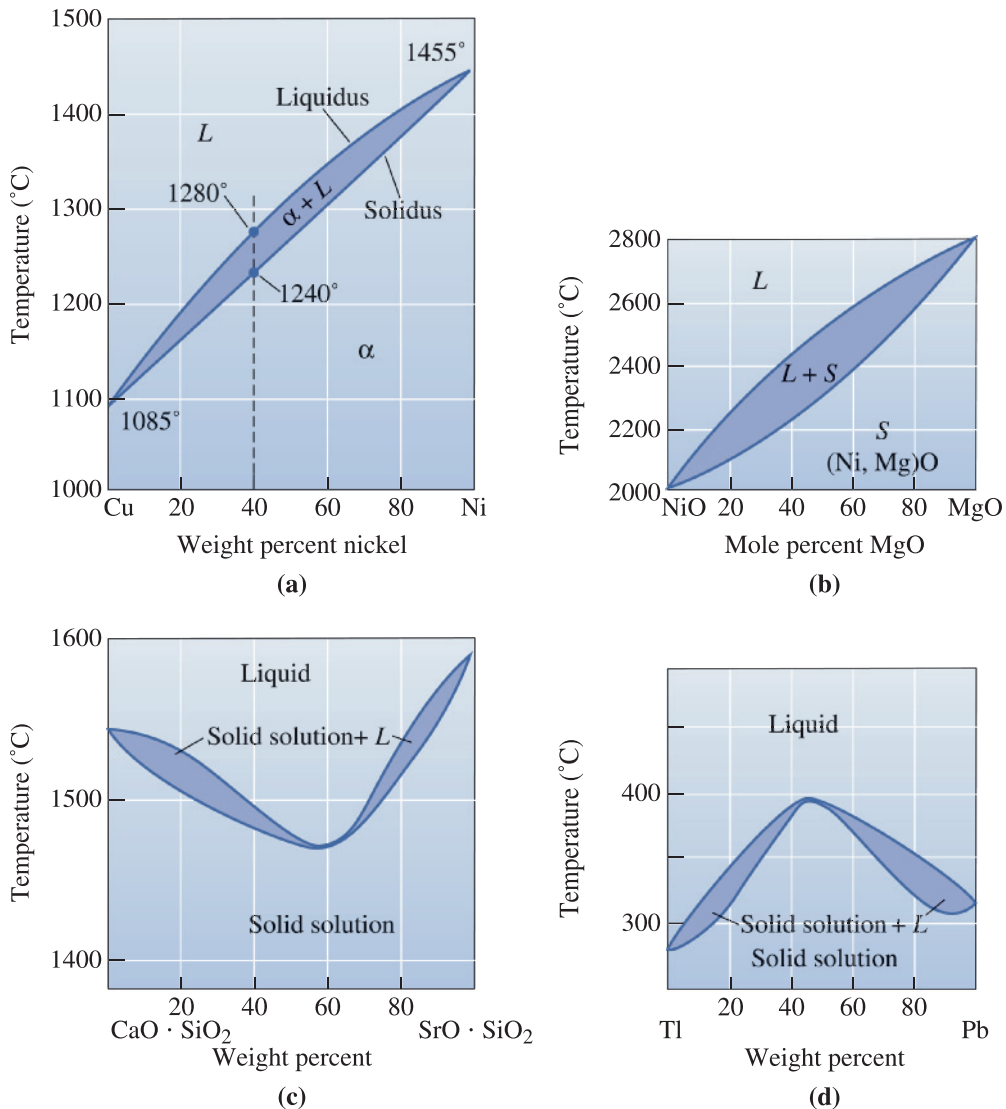 1500
1455°
Liquidus
1400
L
1280°
α + L
1300
Solidus
Temperature (°C)
1200
1240°
α
1100
1085°
1000
Cu 20 40 60 80 Ni
Weight percent nickel
(a)
2800
L
2600
2400
L + S
Temperature (°C)
2200
S
(Ni, Mg)O
2000
NiO 20 40 60 80 MgO
Mole percent MgO
(b)
1600
Liquid
Solid solution+ L
1500
Temperature (°C)
Solid solution
1400
20 40 60 80
CaO · SiO₂ SrO · SiO₂
Weight percent
(c)
Liquid
400
Temperature (°C)
300
Solid solution + L
Solid solution
20 40 60 80
Tl Pb
Weight percent
(d)